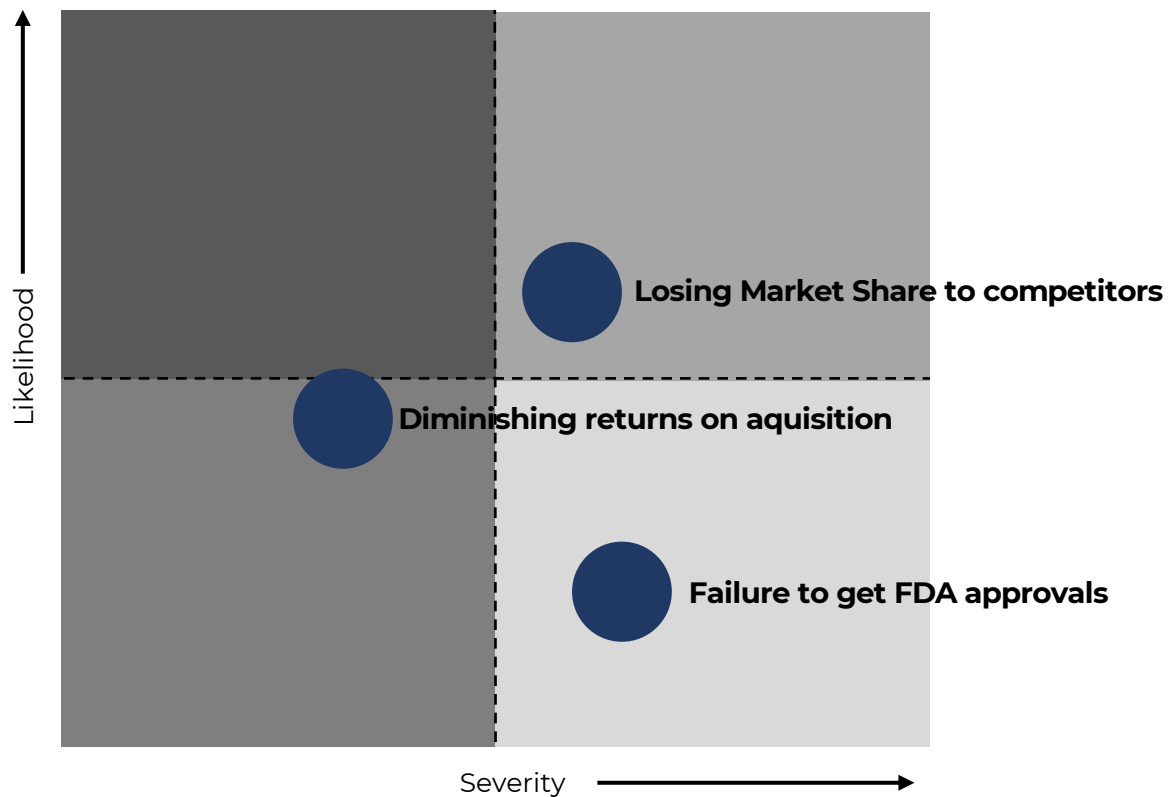 Likelihood
Losing Market Share to competitors
Diminishing returns on aquisition
Failure to get FDA approvals
Severity